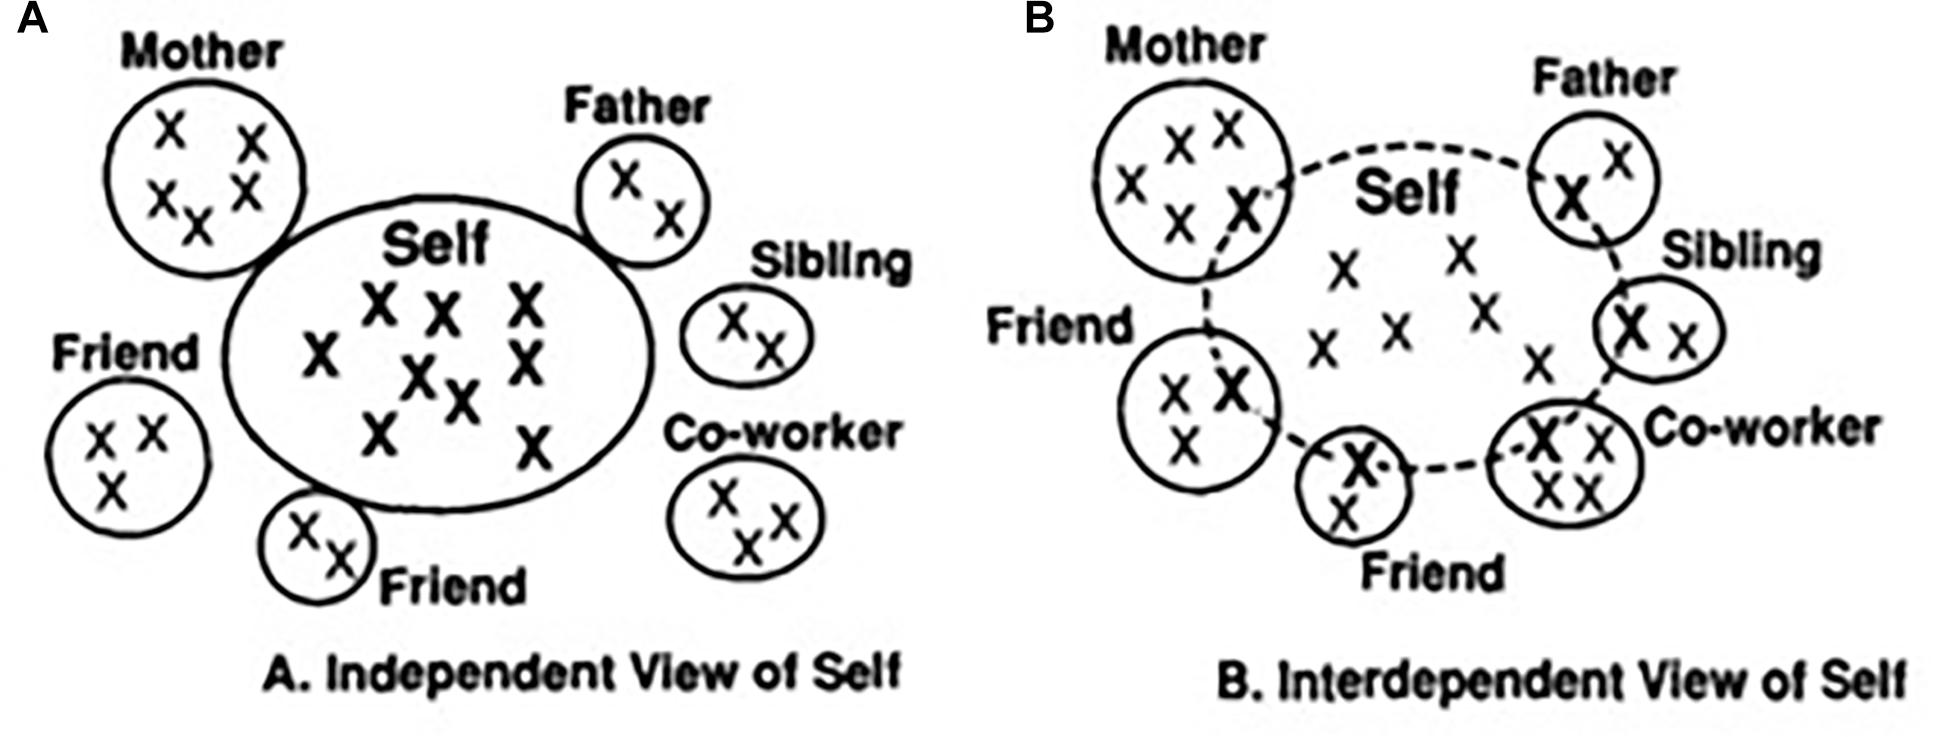 A
Mother
Father
Self
Sibling
Friend
Co-worker
Friend
X X X X X
X X
X X X X X X X X X
X X
X X X
X X X
X X
A. Independent View of Self
B
Mother
Father
Self
Sibling
Friend
Co-worker
Friend
X X X X X
X X
X X X X X X
X X
X X X
X X X X
X X
B. Interdependent View of Self